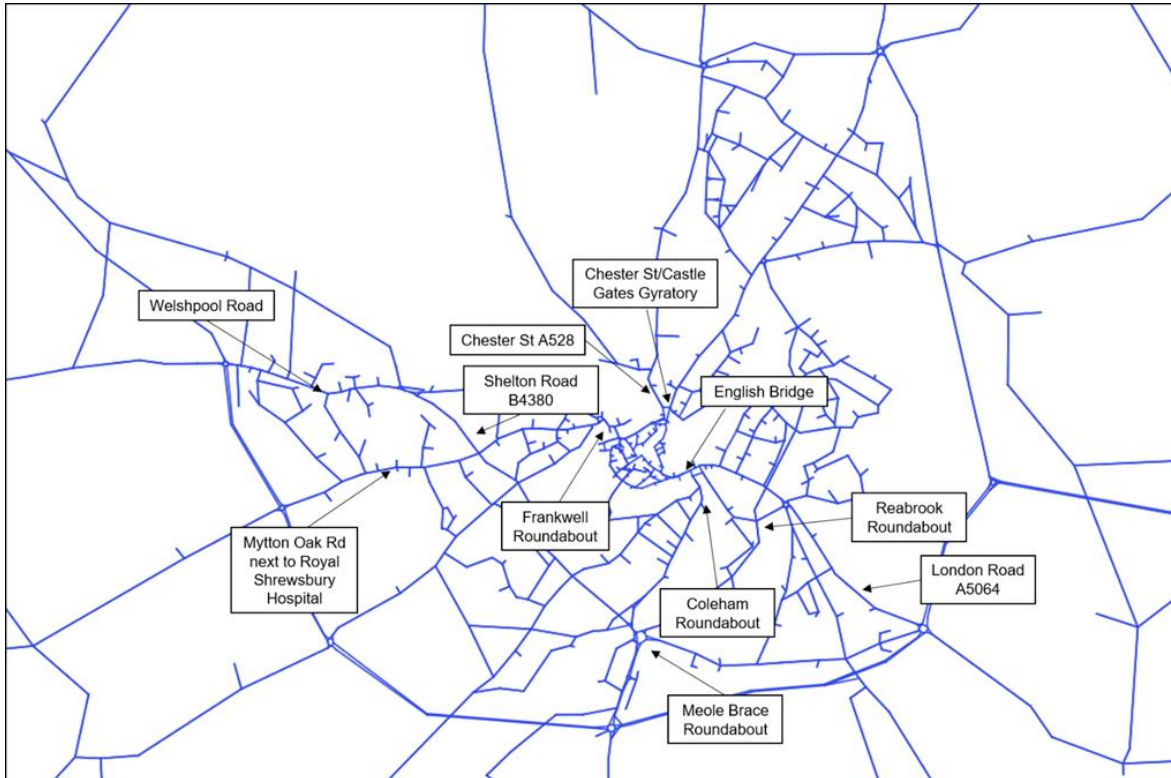 Chester St/Castle
Gates Gyratory
Welshpool Road
Chester St A528
Shelton Road
B4380
English Bridge
Frankwell
Roundabout
Reabrook
Roundabout
Mytton Oak Rd
next to Royal
Shrewsbury
Hospital
London Road
A5064
Coleham
Roundabout
Meole Brace
Roundabout